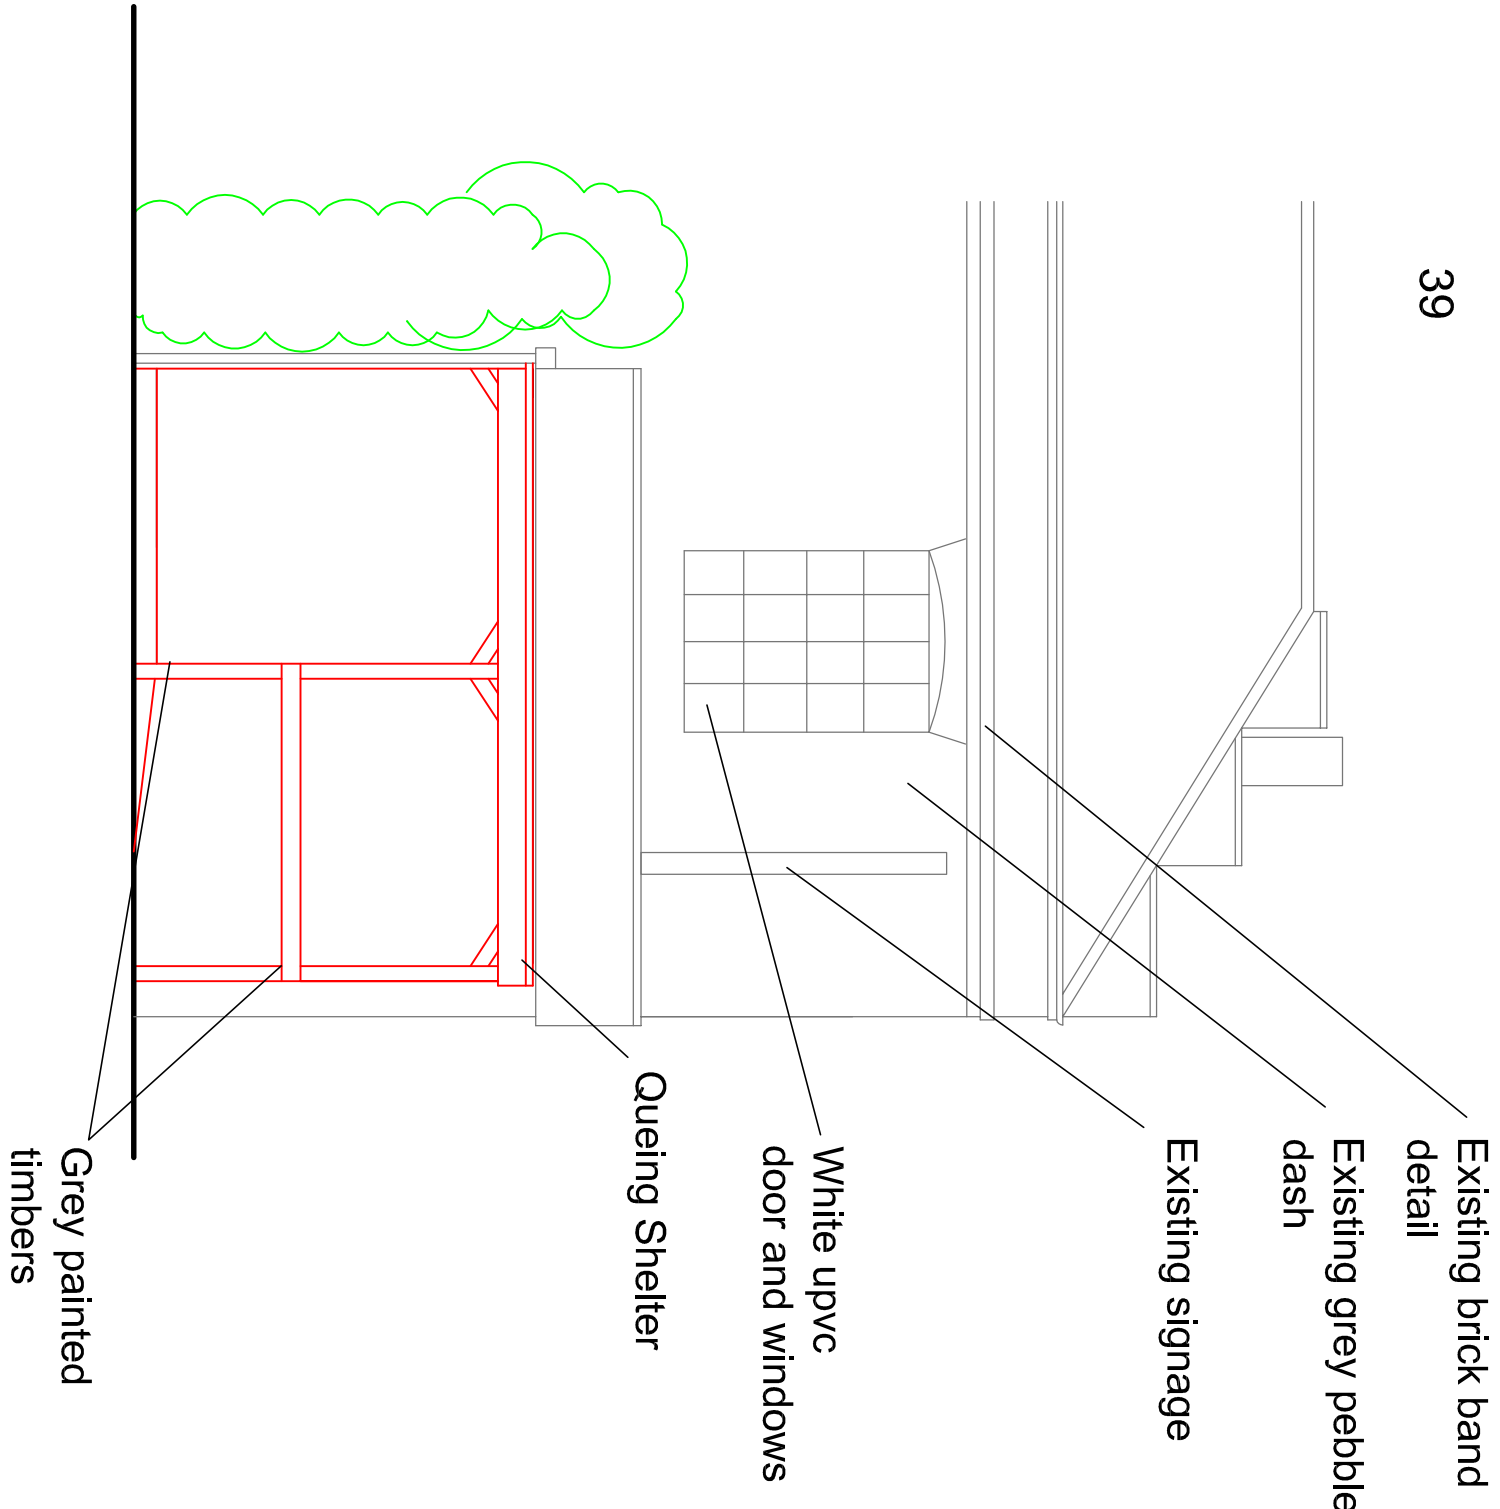 39
Existing brick band
detail
Existing grey pebble
dash
Existing signage
White upvc
door and windows
Queing Shelter
Grey painted
timbers